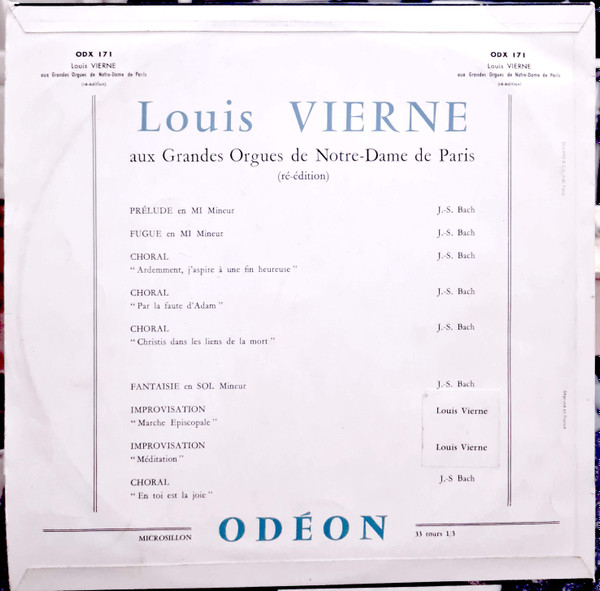 ODX 171
Louis VIERNE
aux Grandes Orgues de Notre-Dame de Paris
(ré-édition)
ODX 171
Louis VIERNE
aux Grandes Orgues de Notre-Dame de Paris
(ré-édition)
Louis VIERNE
aux Grandes Orgues de Notre-Dame de Paris
(ré-édition)
PRÉLUDE en MI Mineur J.-S. Bach
FUGUE en MI Mineur J.-S. Bach
CHORAL J.-S. Bach
"Ardemment, j'aspire à une fin heureuse"
CHORAL J.-S. Bach
"Par la faute d'Adam"
CHORAL J.-S. Bach
"Christis dans les liens de la mort"
FANTAISIE en SOL Mineur J.-S. Bach
IMPROVISATION Louis Vierne
"Marche Episcopale"
IMPROVISATION Louis Vierne
"Méditation"
CHORAL J.-S Bach
"En toi est la joie"
MICROSILLON ODÉON 33 tours 1/3